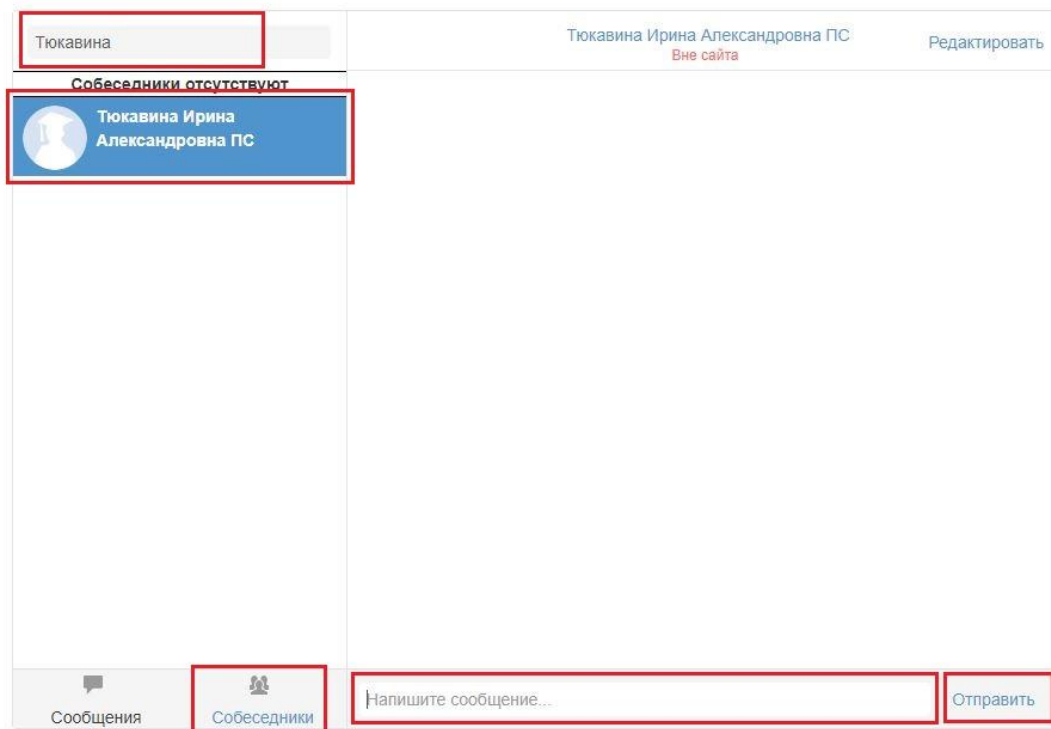 Тюкавина
Собеседники отсутствуют
Тюкавина Ирина
Александровна ПС
Тюкавина Ирина Александровна ПС
Вне сайта
Редактировать
Сообщения
Собеседники
Напишите сообщение...
Отправить